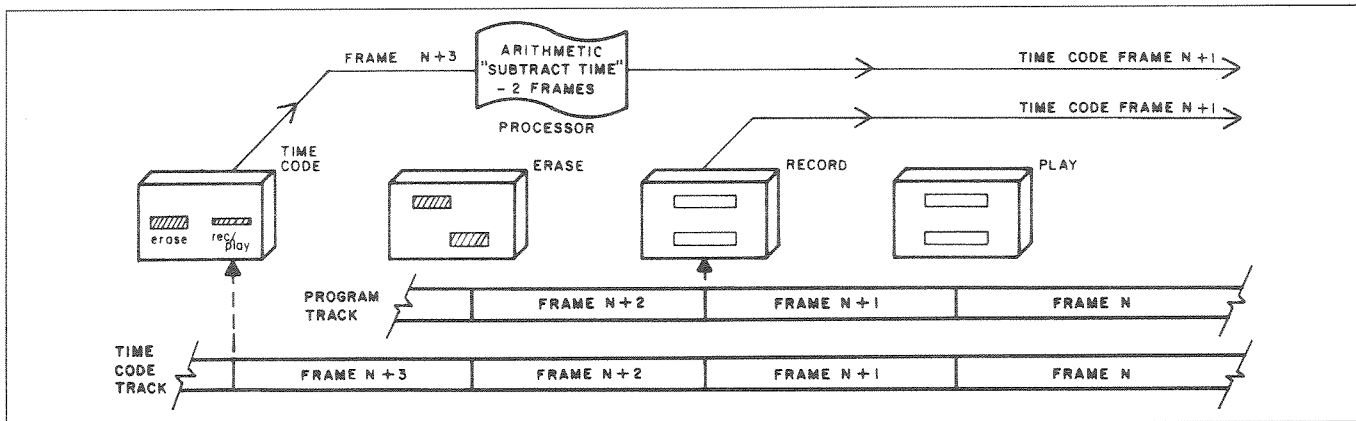 FRAME N+3
ARITHMETIC
"SUBTRACT TIME"
- 2 FRAMES
PROCESSOR
TIME CODE FRAME N+1
TIME CODE FRAME N+1
TIME
CODE
ERASE
RECORD
PLAY
erase
rec/
play
PROGRAM
TRACK
FRAME N+2
FRAME N+1
FRAME N
TIME
CODE
TRACK
FRAME N+3
FRAME N+2
FRAME N+1
FRAME N